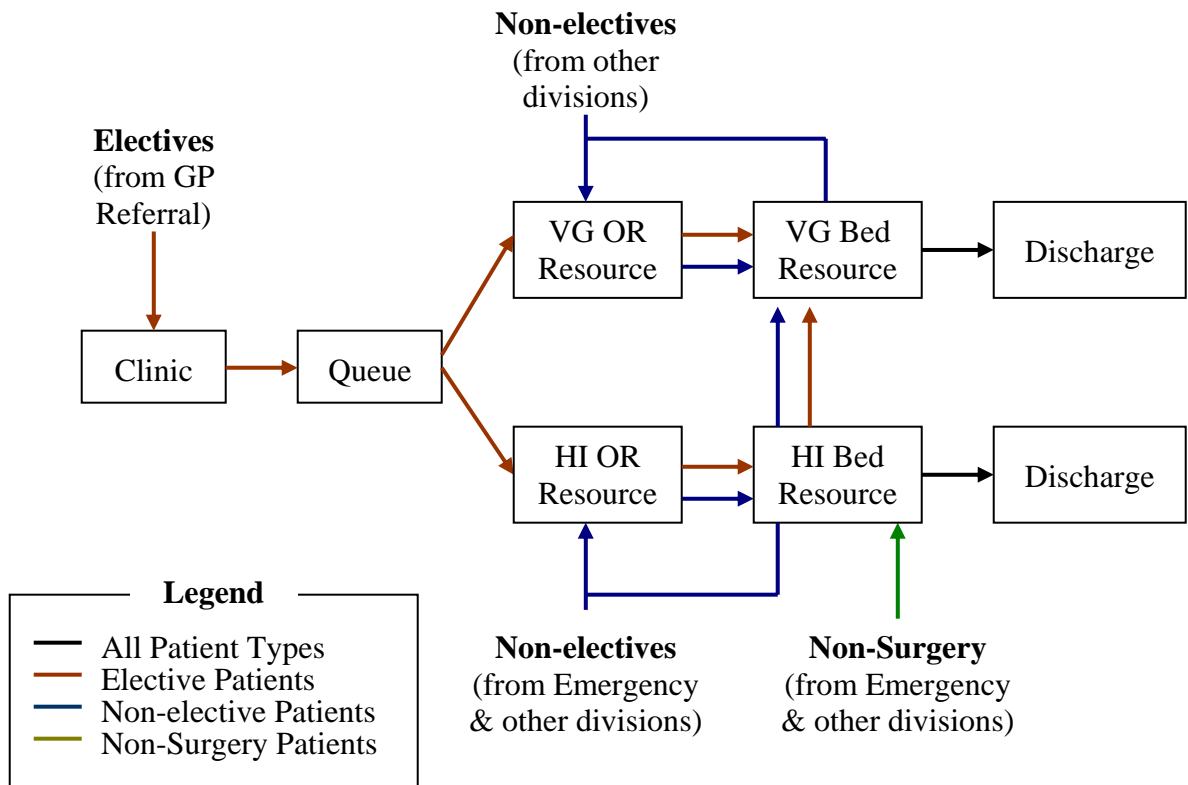 Non-electives
(from other
divisions)
Electives
(from GP
Referral)
VG OR
Resource
VG Bed
Resource
Discharge
Clinic
Queue
HI OR
Resource
HI Bed
Resource
Discharge
Legend
All Patient Types
Elective Patients
Non-elective Patients
Non-Surgery Patients
Non-electives
(from Emergency
& other divisions)
Non-Surgery
(from Emergency
& other divisions)